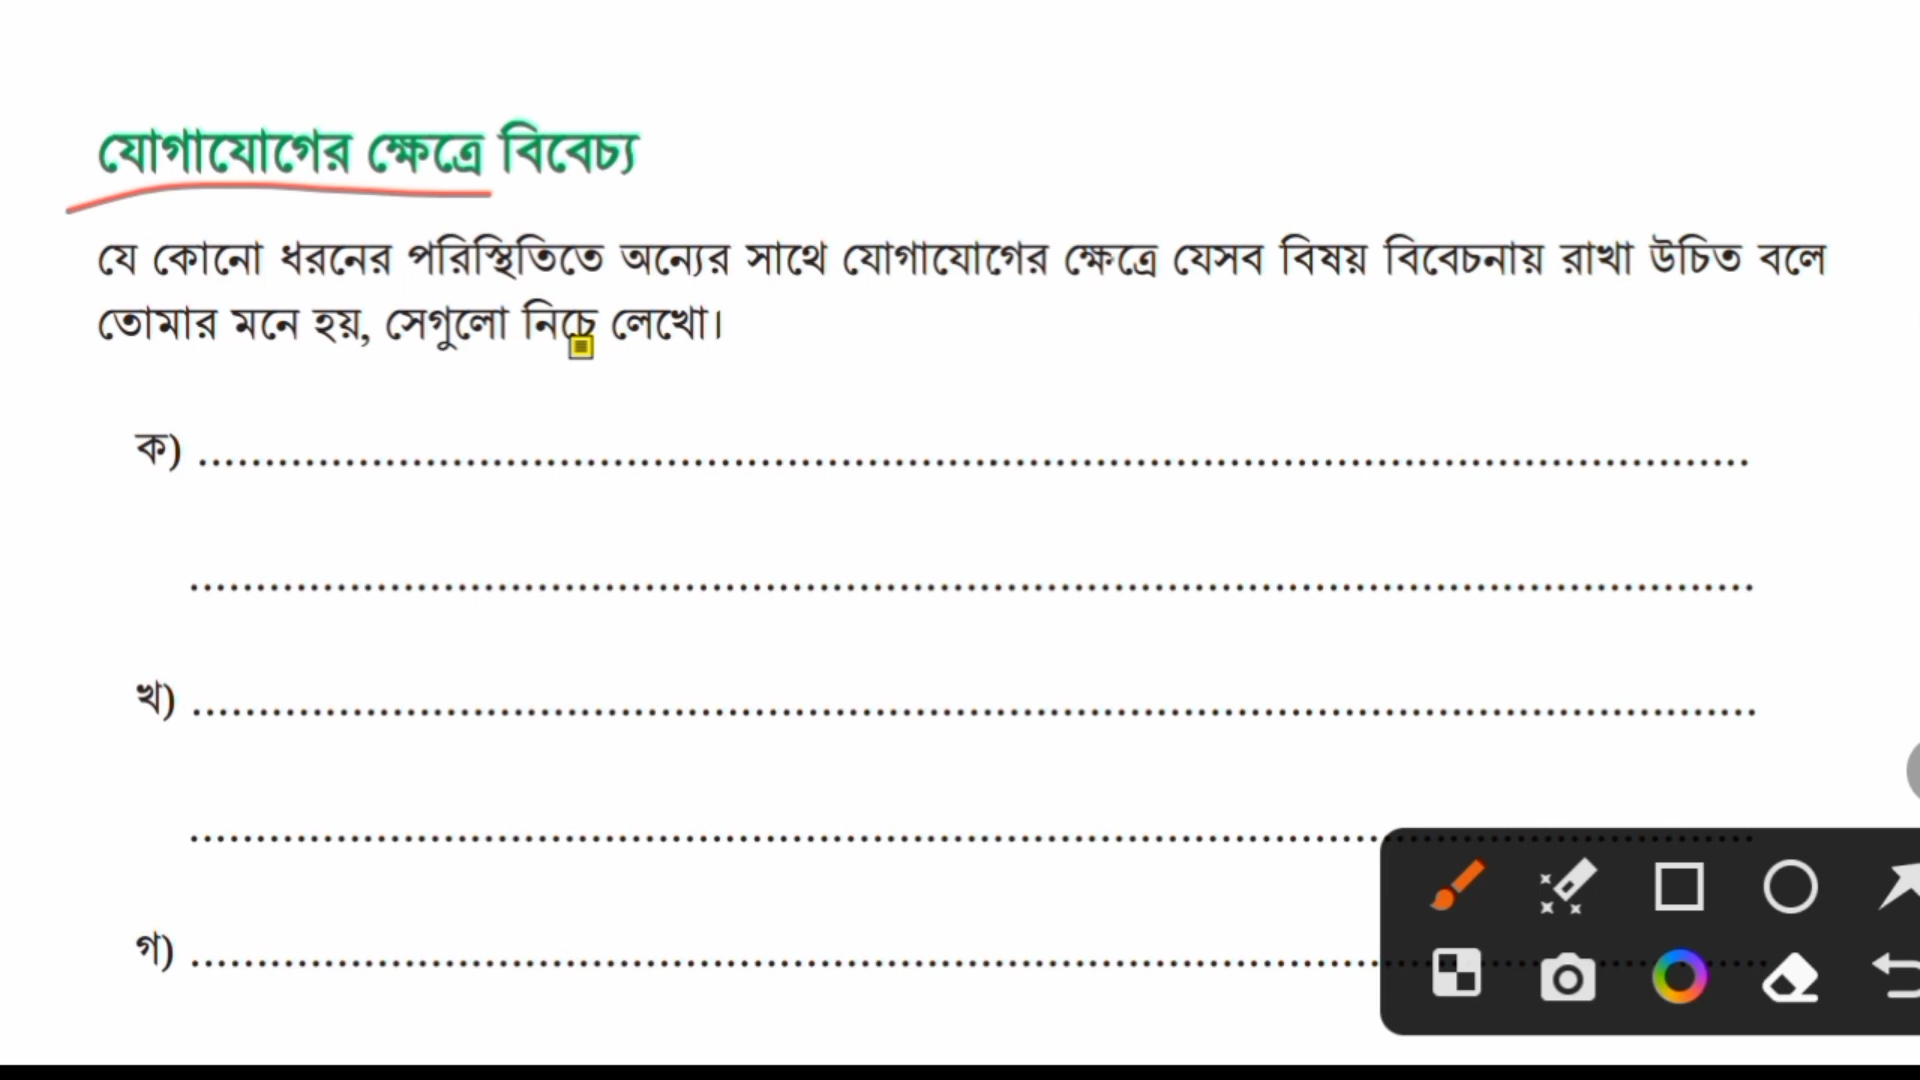 যোগাযোগের ক্ষেত্রে বিবেচ্য
যে কোনো ধরনের পরিস্থিতিতে অন্যের সাথে যোগাযোগের ক্ষেত্রে যেসব বিষয় বিবেচনায় রাখা উচিত বলে
তোমার মনে হয়, সেগুলো নিচে লেখো।
ক) ..........................................................................................
..........................................................................................
খ) ..........................................................................................
..........................................................................................
গ) ..........................................................................................